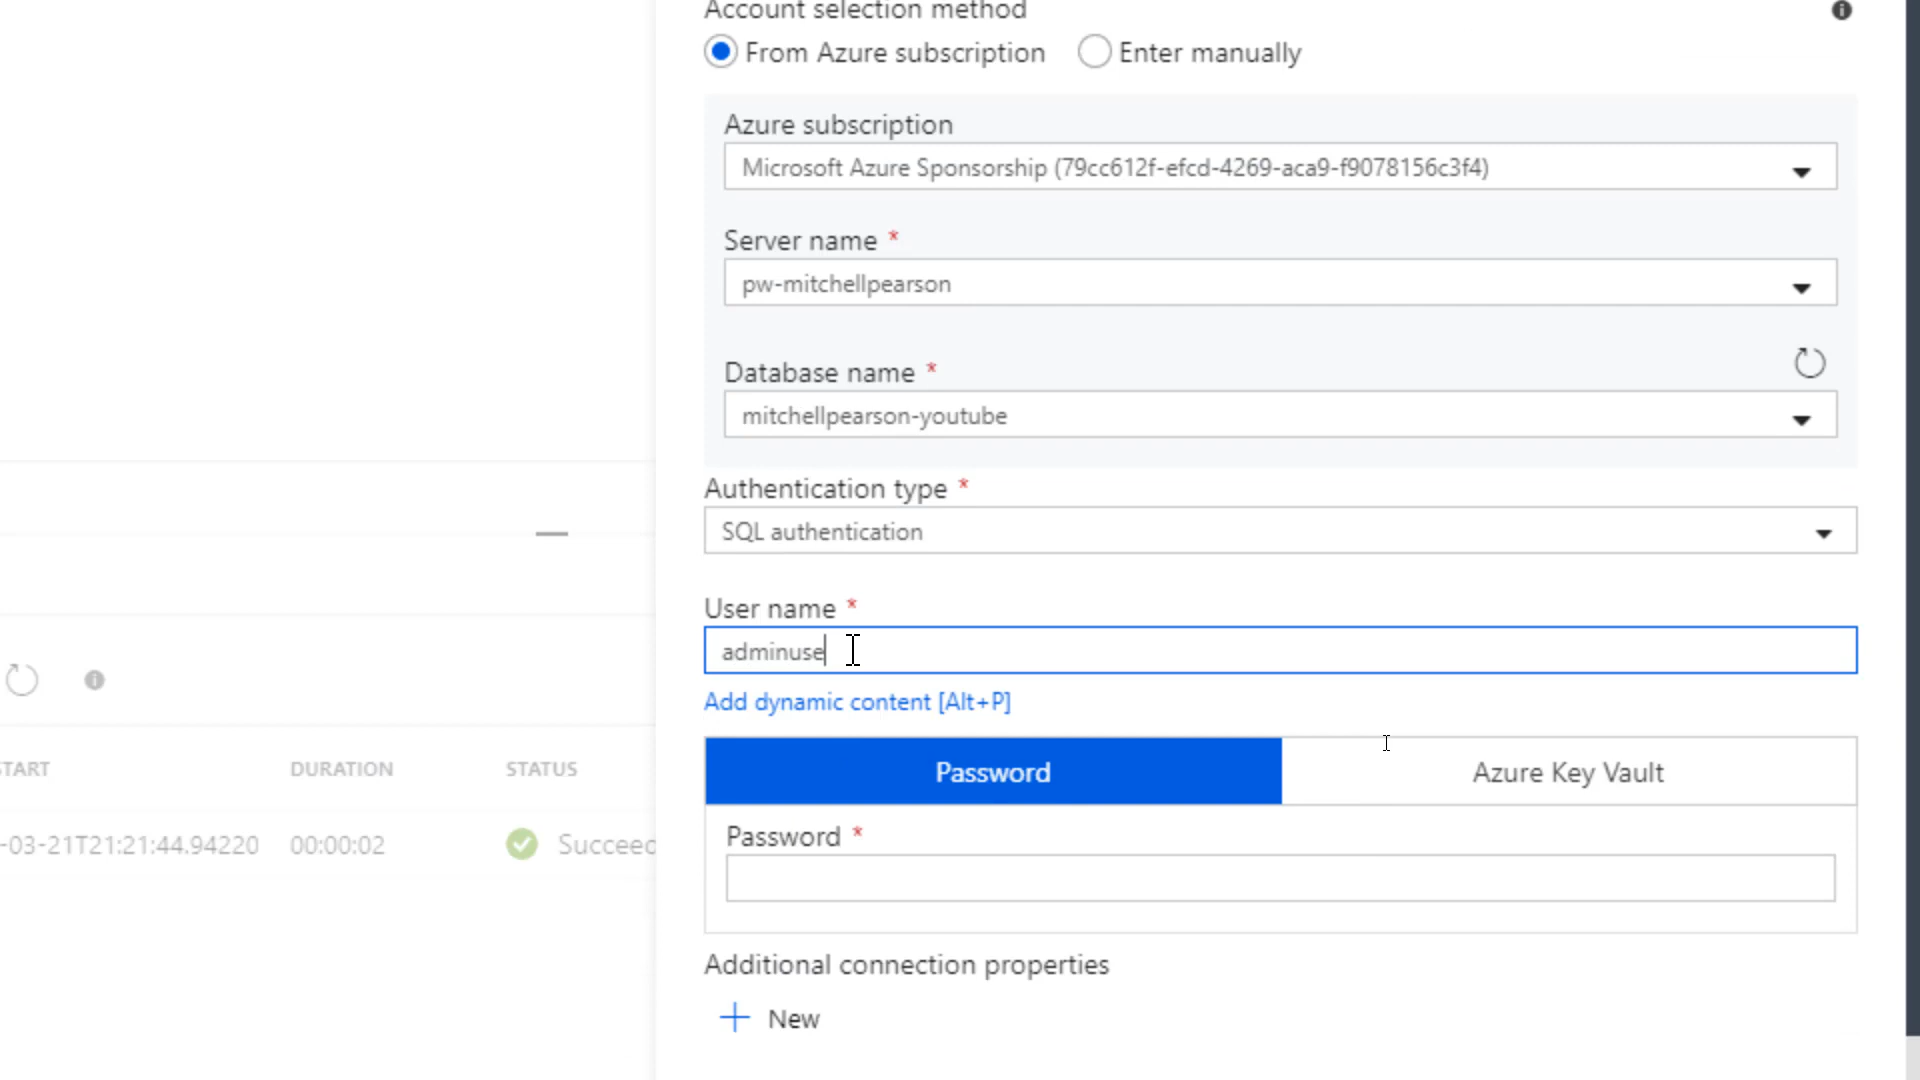 Account selection method
From Azure subscription Enter manually
Azure subscription
Microsoft Azure Sponsorship (79cc612f-efcd-4269-aca9-f9078156c3f4)
Server name *
pw-mitchellpearson
Database name *
mitchellpearson-youtube
Authentication type *
SQL authentication
User name *
adminuse
Add dynamic content [Alt+P]
Password Azure Key Vault
Password *
Additional connection properties
New
TART DURATION STATUS
-03-21T21:21:44.94220 00:00:02 Succeed